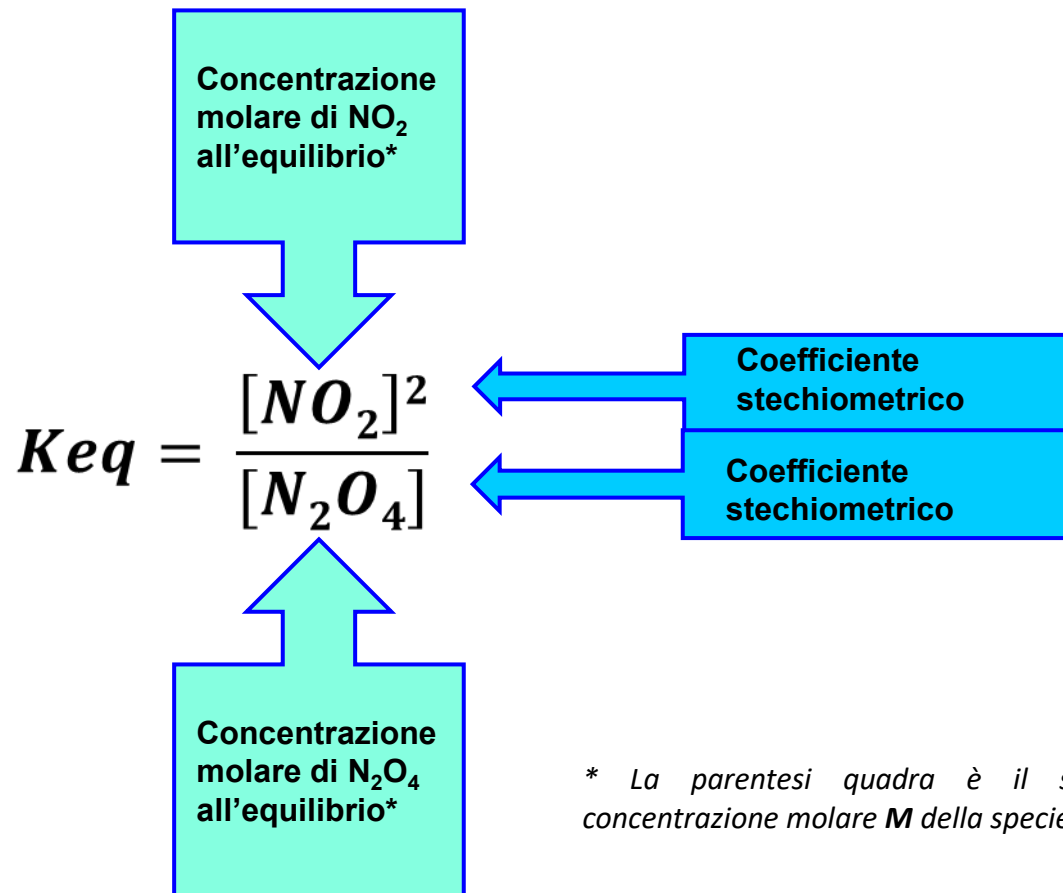 Concentrazione
molare di NO₂
all’equilibrio*
Keq = [NO₂]²
[N₂O₄]
Coefficiente
stechiometrico
Coefficiente
stechiometrico
Concentrazione
molare di N₂O₄
all’equilibrio*
* La parentesi quadra è il s
concentrazione molare M della specie